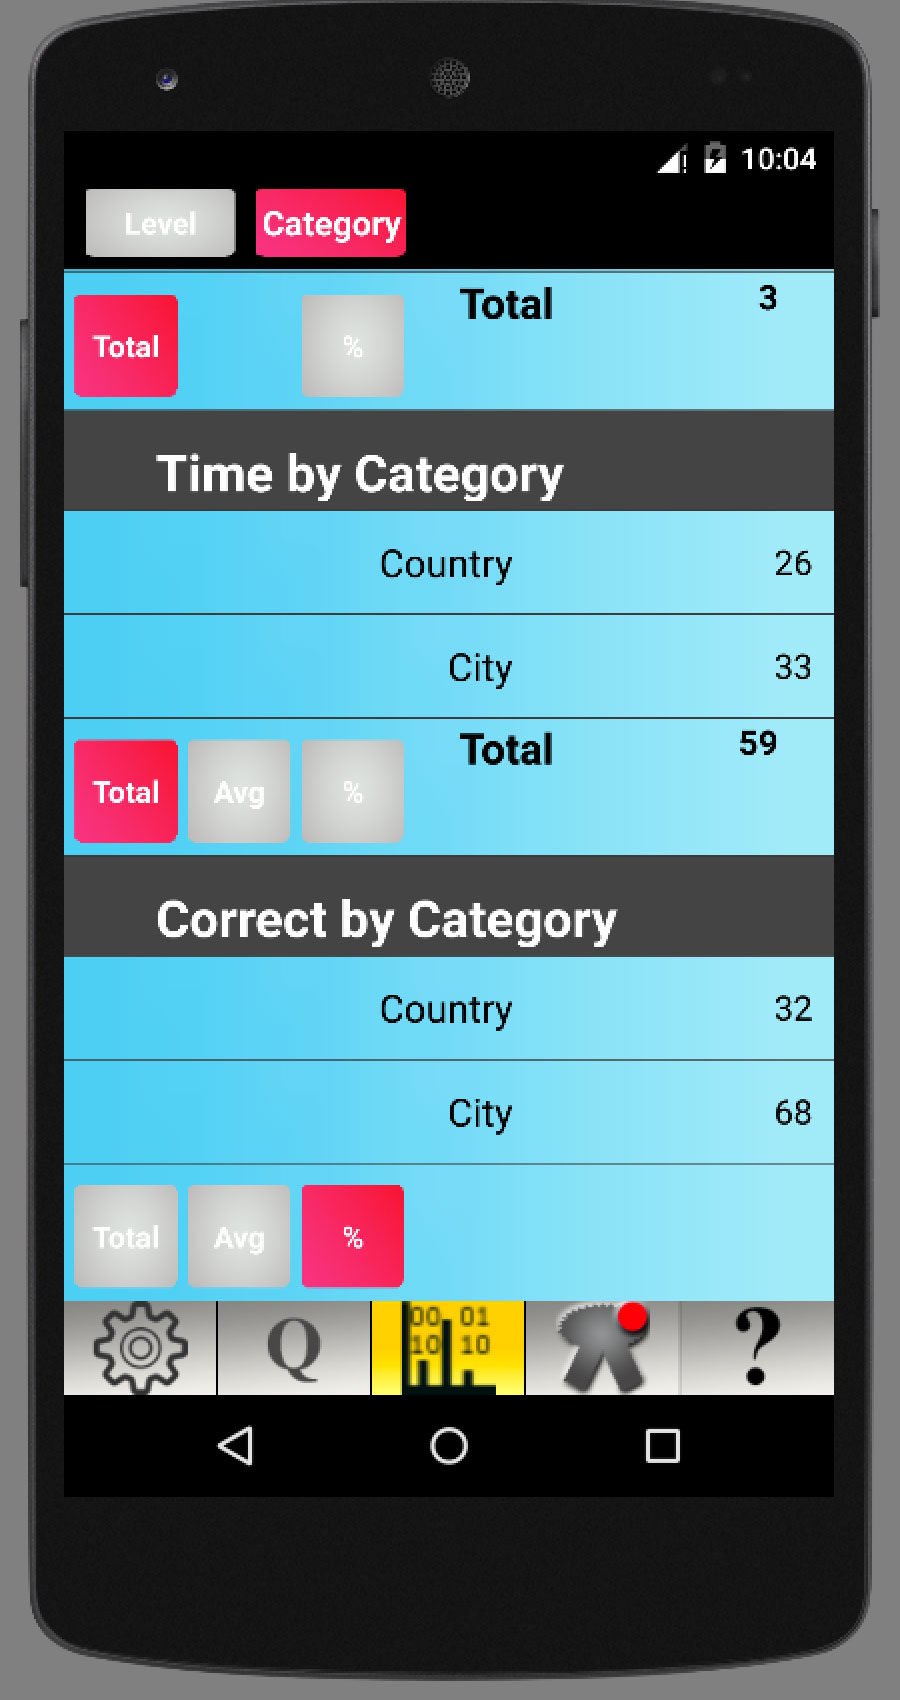 10:04
Level Category
Total % Total 3
Time by Category
Country 26
City 33
Total Avg % Total 59
Correct by Category
Country 32
City 68
Total Avg %
Q 00 01 ?
10 10